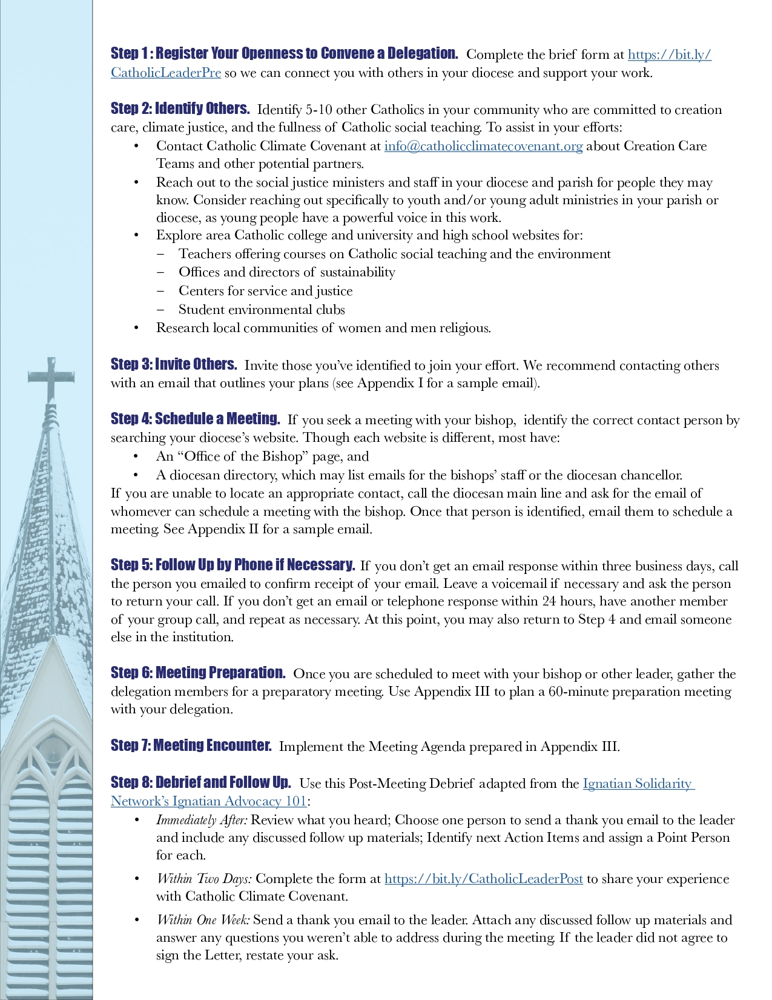 Step 1 : Register Your Openness to Convene a Delegation. Complete the brief form at https://bit.ly/
CatholicLeaderPre so we can connect you with others in your diocese and support your work.
Step 2: Identify Others. Identify 5-10 other Catholics in your community who are committed to creation
care, climate justice, and the fullness of Catholic social teaching. To assist in your efforts:
• Contact Catholic Climate Covenant at info@catholicclimatecovenant.org about Creation Care
Teams and other potential partners.
• Reach out to the social justice ministers and staff in your diocese and parish for people they may
know. Consider reaching out specifically to youth and/or young adult ministries in your parish or
diocese, as young people have a powerful voice in this work.
• Explore area Catholic college and university and high school websites for:
– Teachers offering courses on Catholic social teaching and the environment
– Offices and directors of sustainability
– Centers for service and justice
– Student environmental clubs
• Research local communities of women and men religious.
Step 3: Invite Others. Invite those you’ve identified to join your effort. We recommend contacting others
with an email that outlines your plans (see Appendix I for a sample email).
Step 4: Schedule a Meeting. If you seek a meeting with your bishop, identify the correct contact person by
searching your diocese’s website. Though each website is different, most have:
• An “Office of the Bishop” page, and
• A diocesan directory, which may list emails for the bishops’ staff or the diocesan chancellor.
If you are unable to locate an appropriate contact, call the diocesan main line and ask for the email of
whomever can schedule a meeting with the bishop. Once that person is identified, email them to schedule a
meeting. See Appendix II for a sample email.
Step 5: Follow Up by Phone if Necessary. If you don’t get an email response within three business days, call
the person you emailed to confirm receipt of your email. Leave a voicemail if necessary and ask the person
to return your call. If you don’t get an email or telephone response within 24 hours, have another member
of your group call, and repeat as necessary. At this point, you may also return to Step 4 and email someone
else in the institution.
Step 6: Meeting Preparation. Once you are scheduled to meet with your bishop or other leader, gather the
delegation members for a preparatory meeting. Use Appendix III to plan a 60-minute preparation meeting
with your delegation.
Step 7: Meeting Encounter. Implement the Meeting Agenda prepared in Appendix III.
Step 8: Debrief and Follow Up. Use this Post-Meeting Debrief adapted from the Ignatian Solidarity
Network’s Ignatian Advocacy 101:
• Immediately After: Review what you heard; Choose one person to send a thank you email to the leader
and include any discussed follow up materials; Identify next Action Items and assign a Point Person
for each.
• Within Two Days: Complete the form at https://bit.ly/CatholicLeaderPost to share your experience
with Catholic Climate Covenant.
• Within One Week: Send a thank you email to the leader. Attach any discussed follow up materials and
answer any questions you weren’t able to address during the meeting. If the leader did not agree to
sign the Letter, restate your ask.